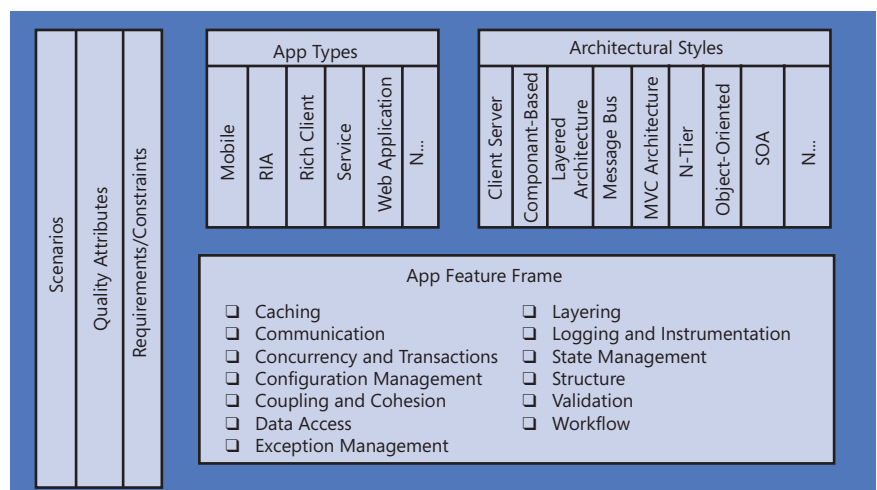 Scenarios
Quality Attributes
Requirements/Constraints
App Types
Mobile
RIA
Rich Client
Service
Web Application
N...
Architectural Styles
Client Server
Componant-Based
Layered
Architecture
Message Bus
MVC Architecture
N-Tier
Object-Oriented
SOA
N...
App Feature Frame
❑ Caching
❑ Communication
❑ Concurrency and Transactions
❑ Configuration Management
❑ Coupling and Cohesion
❑ Data Access
❑ Exception Management
❑ Layering
❑ Logging and Instrumentation
❑ State Management
❑ Structure
❑ Validation
❑ Workflow